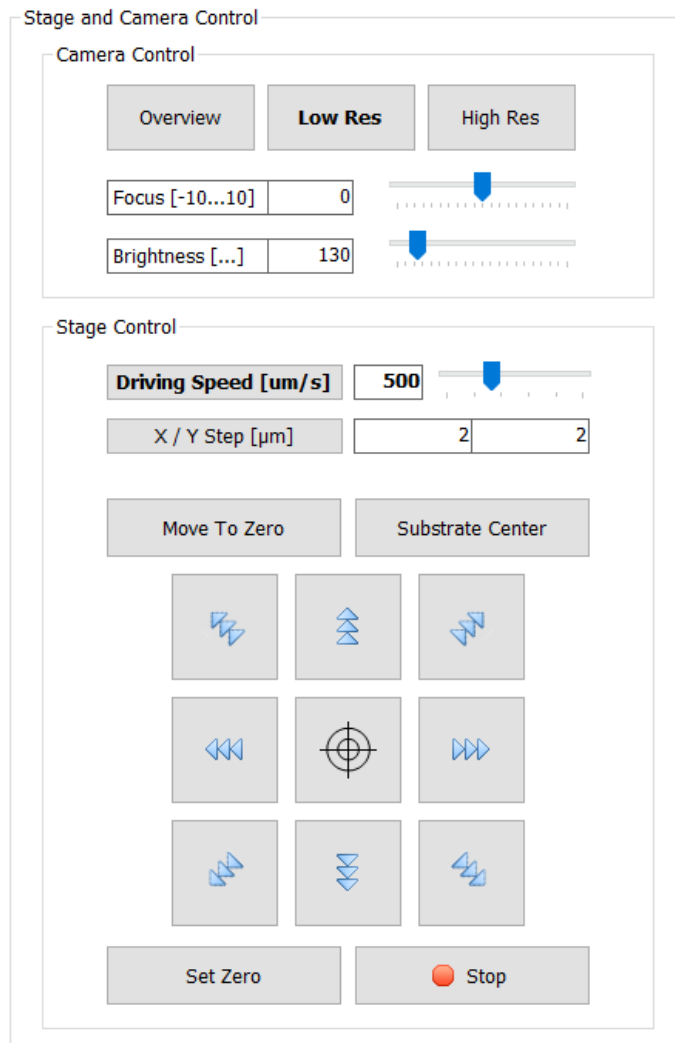 Stage and Camera Control
Camera Control
Overview Low Res High Res
Focus [-10...10] 0
Brightness [...] 130
Stage Control
Driving Speed [um/s] 500
X / Y Step [µm] 2 2
Move To Zero Substrate Center
Set Zero Stop